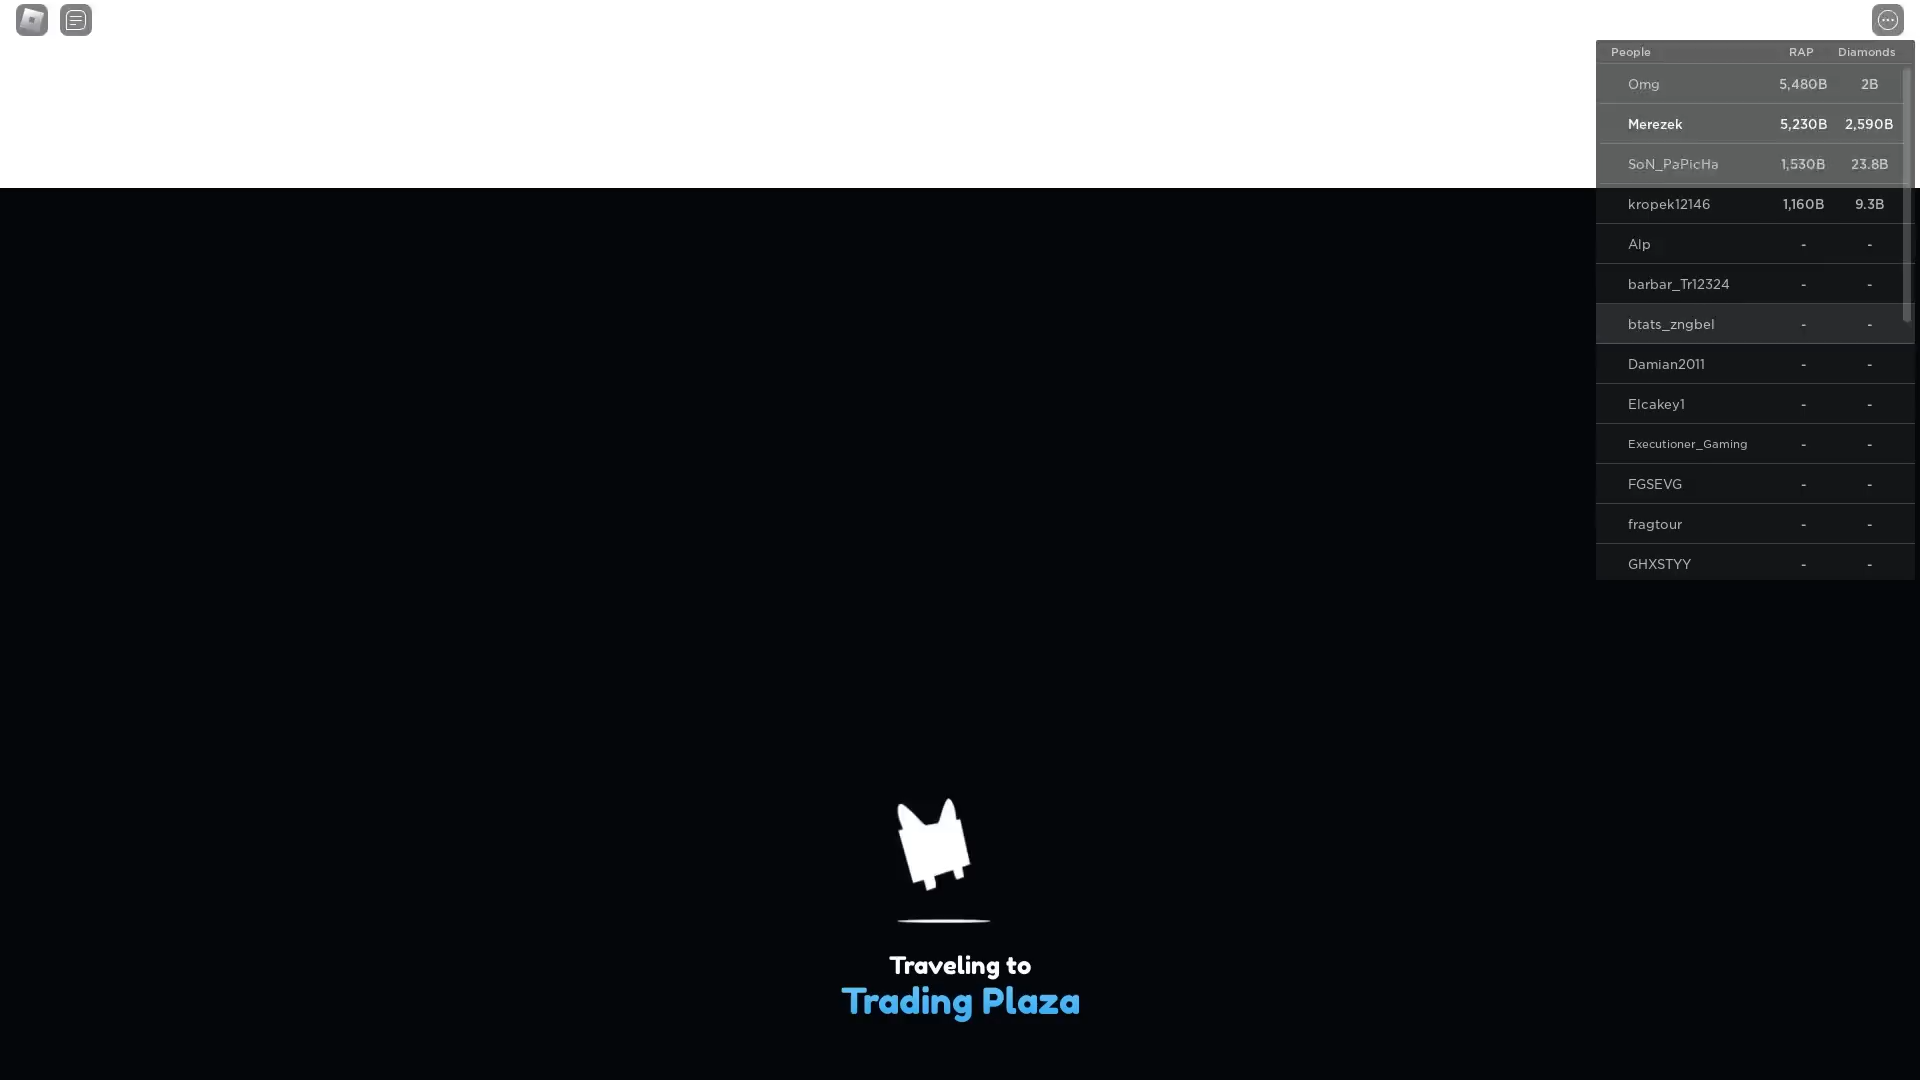 People RAP Diamonds
Omg 5,480B 2B
Merezek 5,230B 2,590B
SoN_PaPicHa 1,530B 23.8B
kropek12146 1,160B 9.3B
Alp - -
barbar_Tr12324 - -
btats_zngbel - -
Damian2011 - -
Elcakey1 - -
Executioner_Gaming - -
FGSEVG - -
fragtour - -
GHXSTYY - -
Traveling to
Trading Plaza